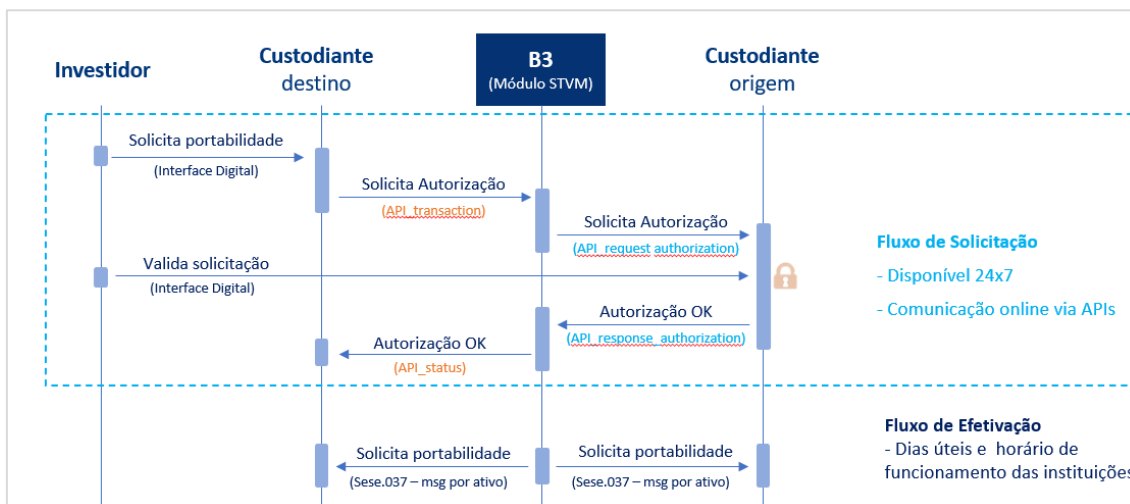 Investidor
Custodiante
destino
B3
(Módulo STVM)
Custodiante
origem
Solicita portabilidade
(Interface Digital)
Solicita Autorização
(API_transaction)
Solicita Autorização
(API_request authorization)
Valida solicitação
(Interface Digital)
Autorização OK
(API_response_authorization)
Autorização OK
(API_status)
Fluxo de Solicitação
- Disponível 24x7
- Comunicação online via APIs
Solicita portabilidade
(Sese.037 – msg por ativo)
Solicita portabilidade
(Sese.037 – msg por ativo)
Fluxo de Efetivação
- Dias úteis e horário de
funcionamento das instituições